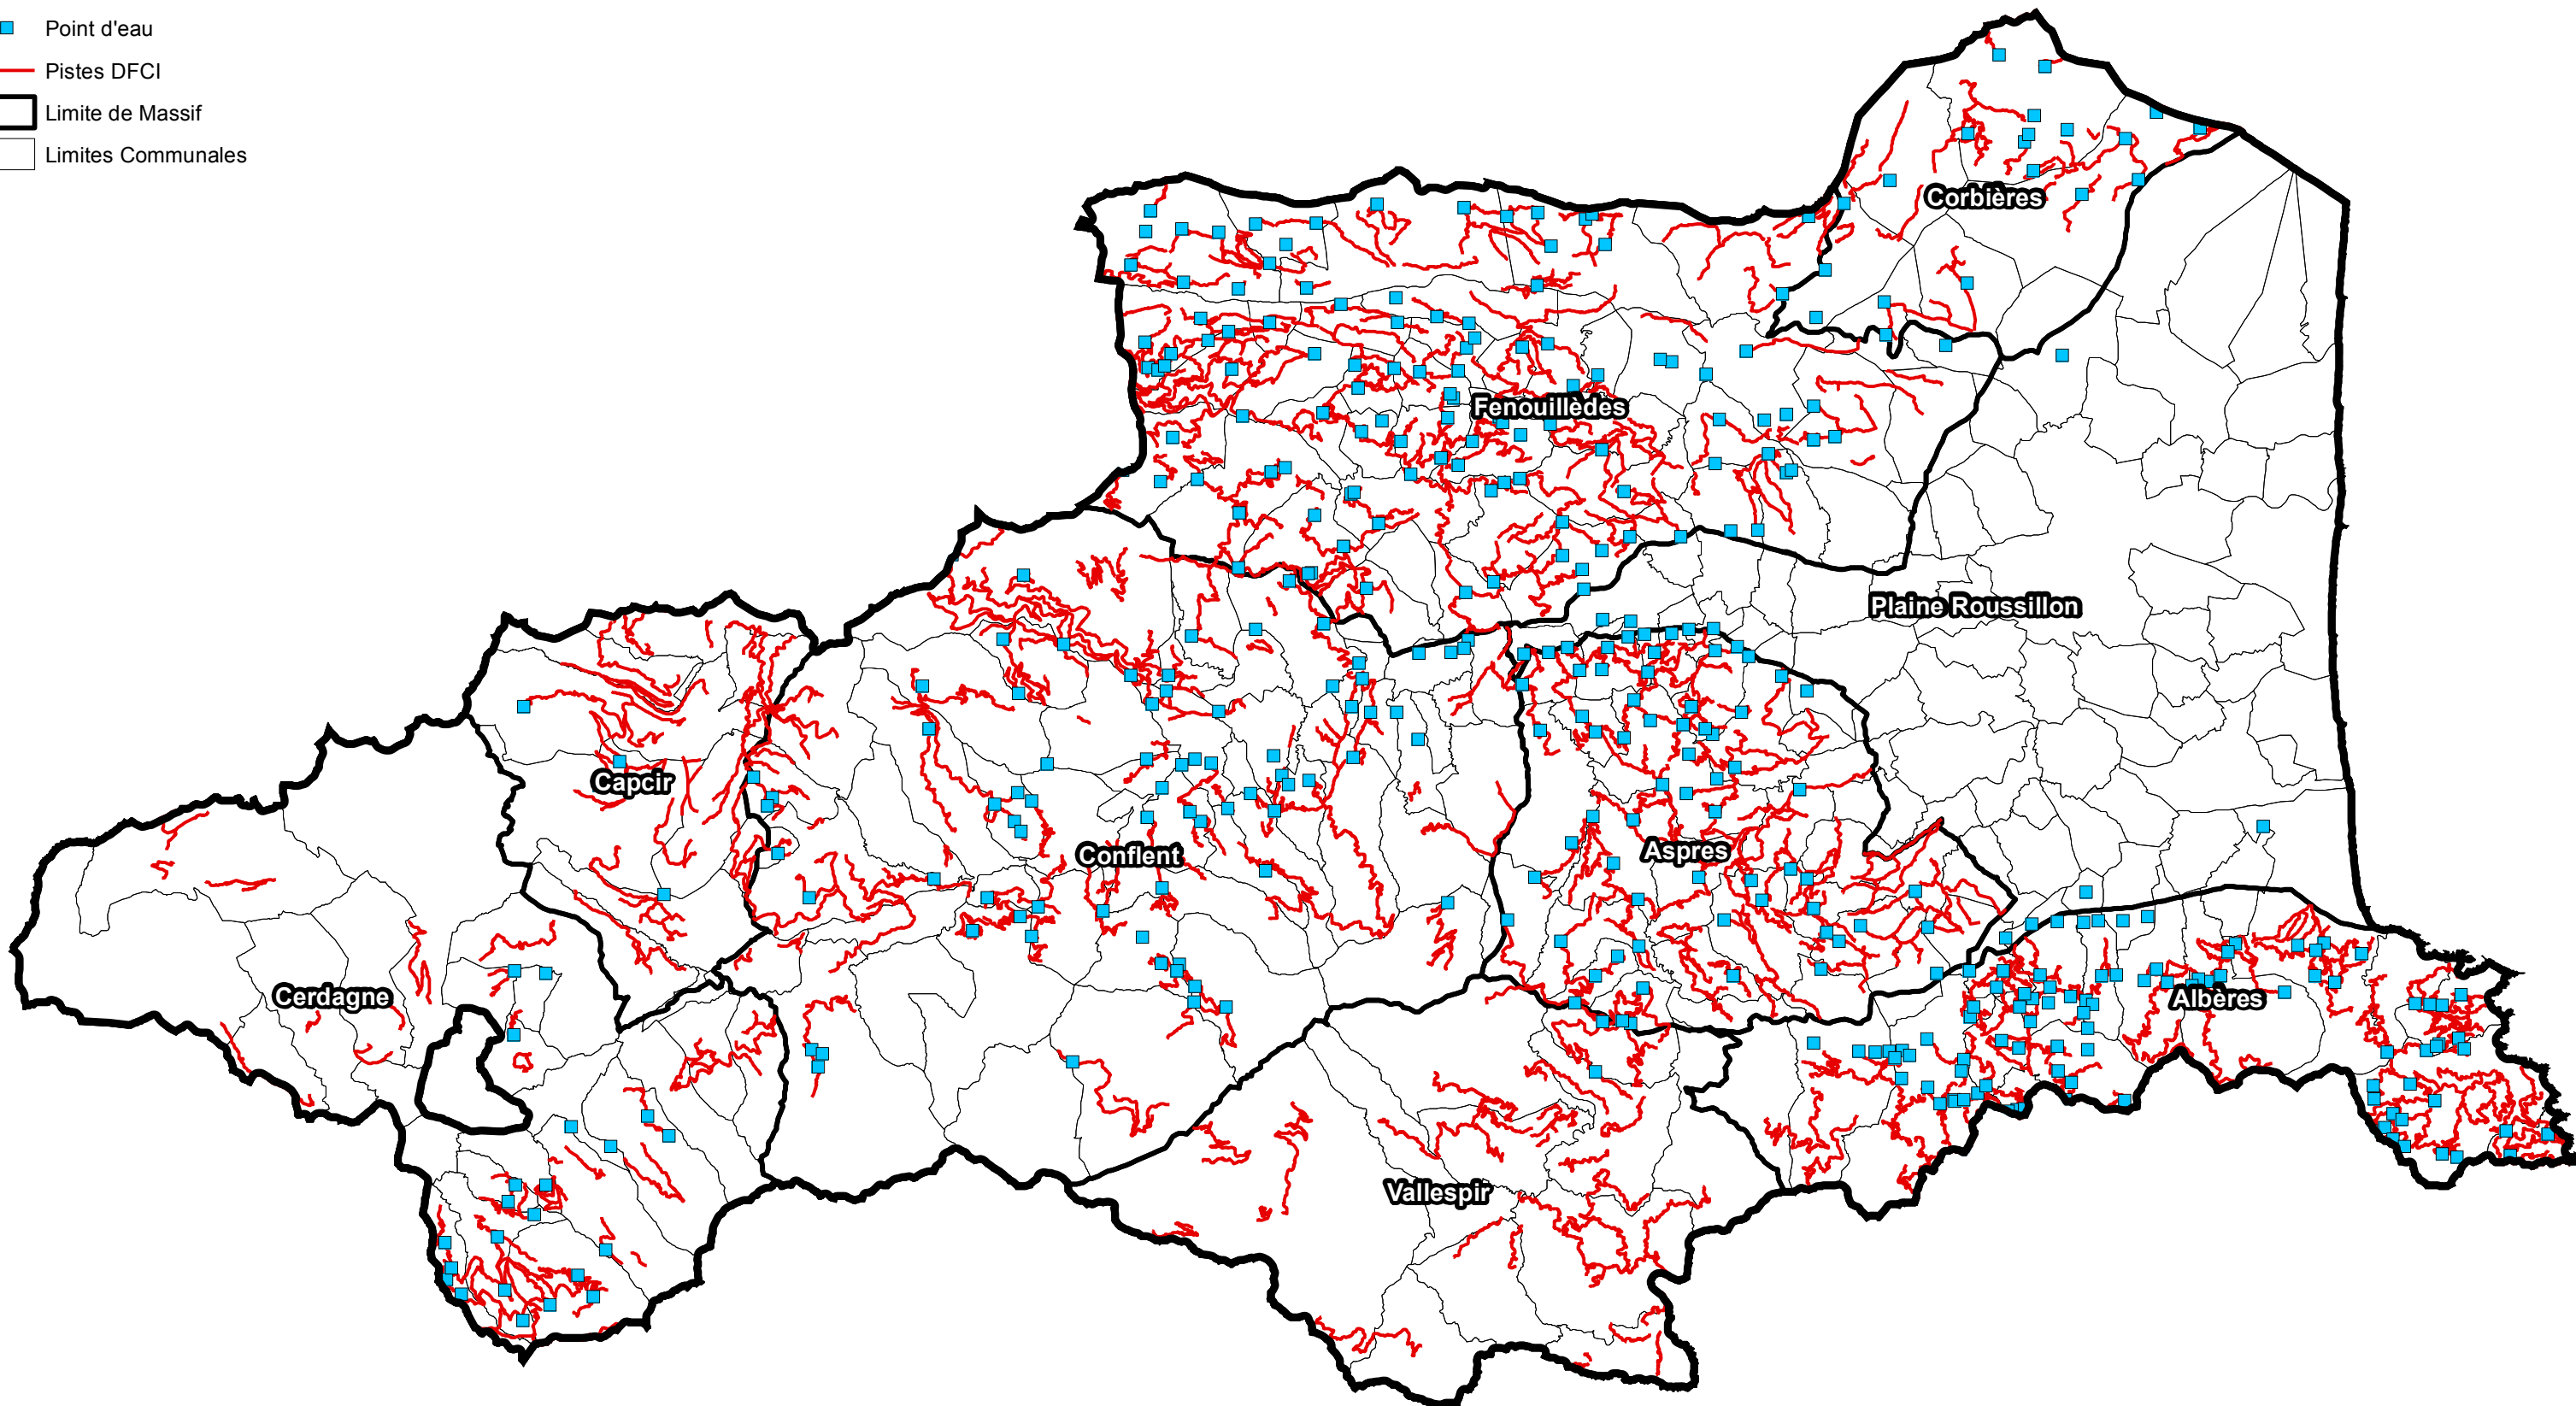 Point d'eau
Pistes DFCI
Limite de Massif
Limites Communales
Corbières
Fenouillèdes
Plaine Roussillon
Capcir
Conflent
Aspres
Cerdagne
Albères
Vallespir